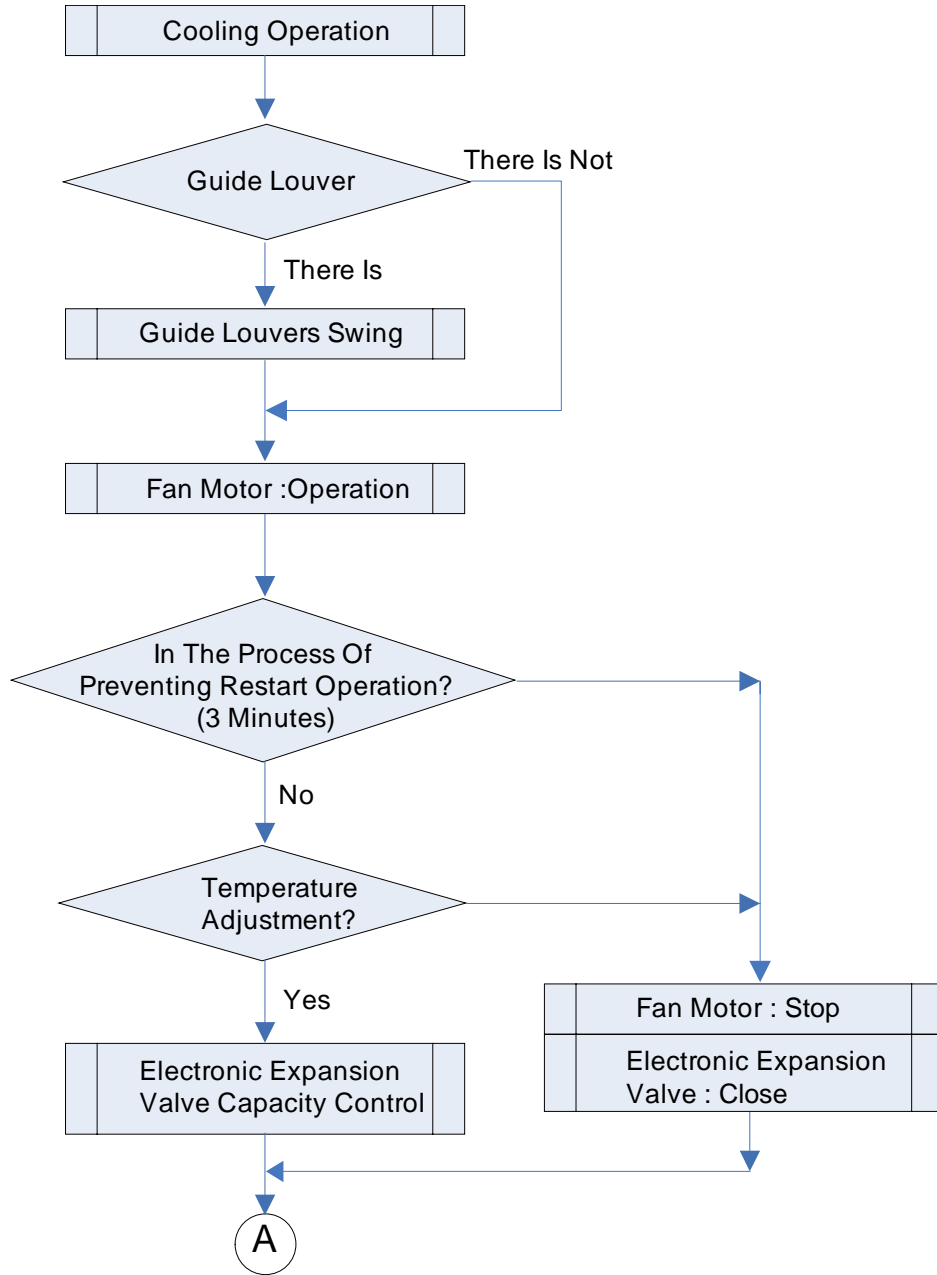 Cooling Operation
Guide Louver
There Is Not
There Is
Guide Louvers Swing
Fan Motor :Operation
In The Process Of
Preventing Restart Operation?
(3 Minutes)
No
Temperature
Adjustment?
Yes
Electronic Expansion
Valve Capacity Control
Fan Motor : Stop
Electronic Expansion
Valve : Close
A